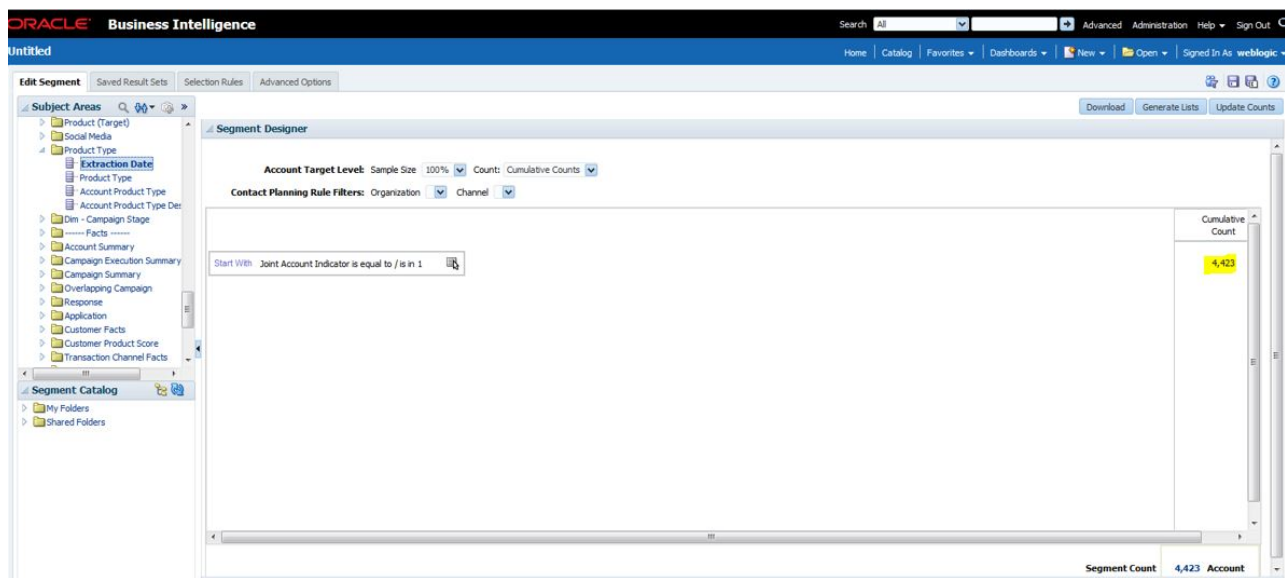 ORACLE Business Intelligence
Search All Advanced Administration Help Sign Out
Untitled
Home Catalog Favorites Dashboards New Open Signed In As weblogic
Edit Segment Saved Result Sets Selection Rules Advanced Options
Subject Areas
Download Generate Lists Update Counts
Product (Target)
Social Media
Product Type
Extraction Date
Product Type
Account Product Type
Account Product Type Des
Dim - Campaign Stage
------ Facts ------
Account Summary
Campaign Execution Summary
Campaign Summary
Overlapping Campaign
Response
Application
Customer Facts
Customer Product Score
Transaction Channel Facts
Segment Catalog
My Folders
Shared Folders
Segment Designer
Account Target Level: Sample Size 100% Count: Cumulative Counts
Contact Planning Rule Filters: Organization Channel
Cumulative
Count
Start With Joint Account Indicator is equal to / is in 1
4,423
Segment Count 4,423 Account